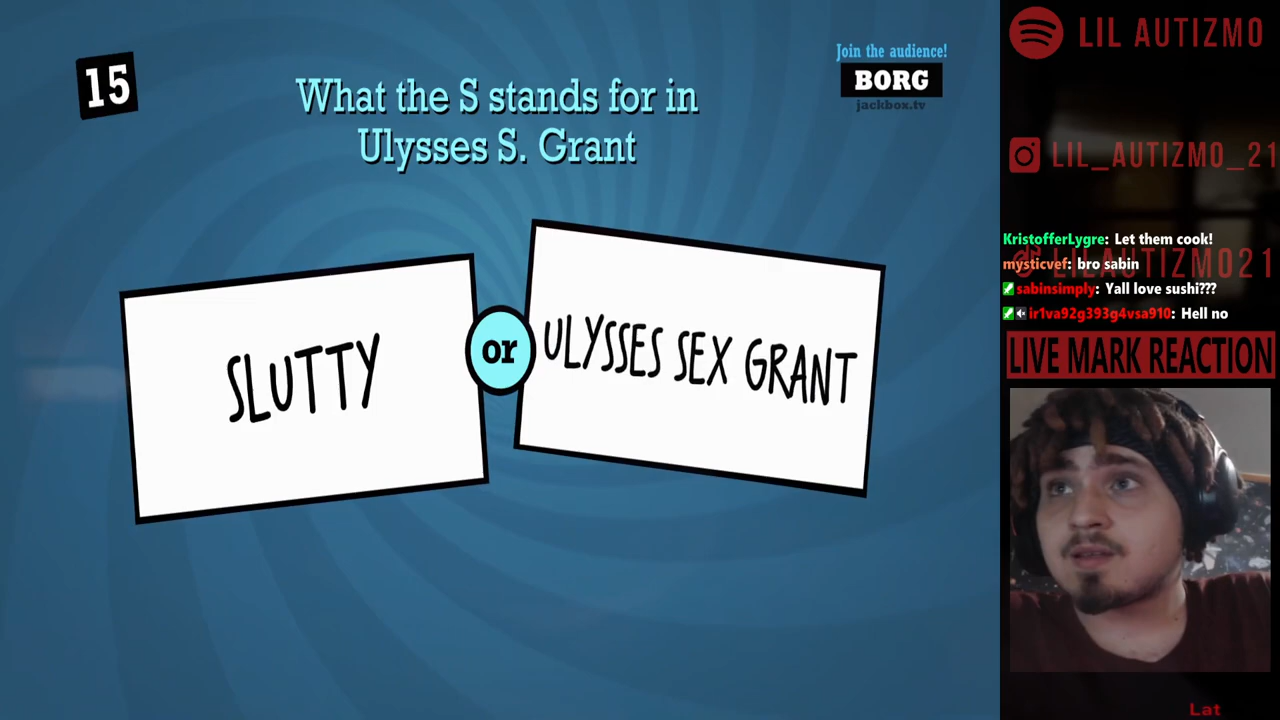 15
What the S stands for in
Ulysses S. Grant
Join the audience!
BORG
jackbox.tv
SLUTTY
or
ULYSSES SEX GRANT
LIL AUTIZMO
LIL_AUTIZMO_21
LILAUTIZMO21
KristofferLygre: Let them cook!
mysticvef: bro sabin
sabinsimply: Yall love sushi???
ir1va92g393g4vsa910: Hell no
LIVE MARK REACTION
Lat